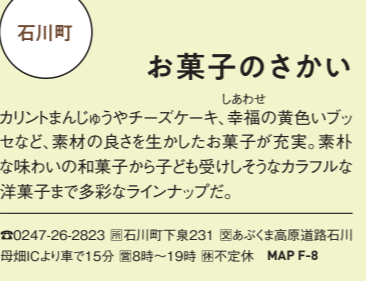 石川町
お菓子のさかい
しあわせ
カリントまんじゅうやチーズケーキ、幸福の黄色いブッ
セなど、素材の良さを生かしたお菓子が充実。素朴
な味わいの和菓子から子ども受けしそうなカラフルな
洋菓子まで多彩なラインナップだ。
☎0247-26-2823 所石川町下泉231 交あぶくま高原道路石川
母畑ICより車で15分 営8時～19時 休不定休 MAP F-8